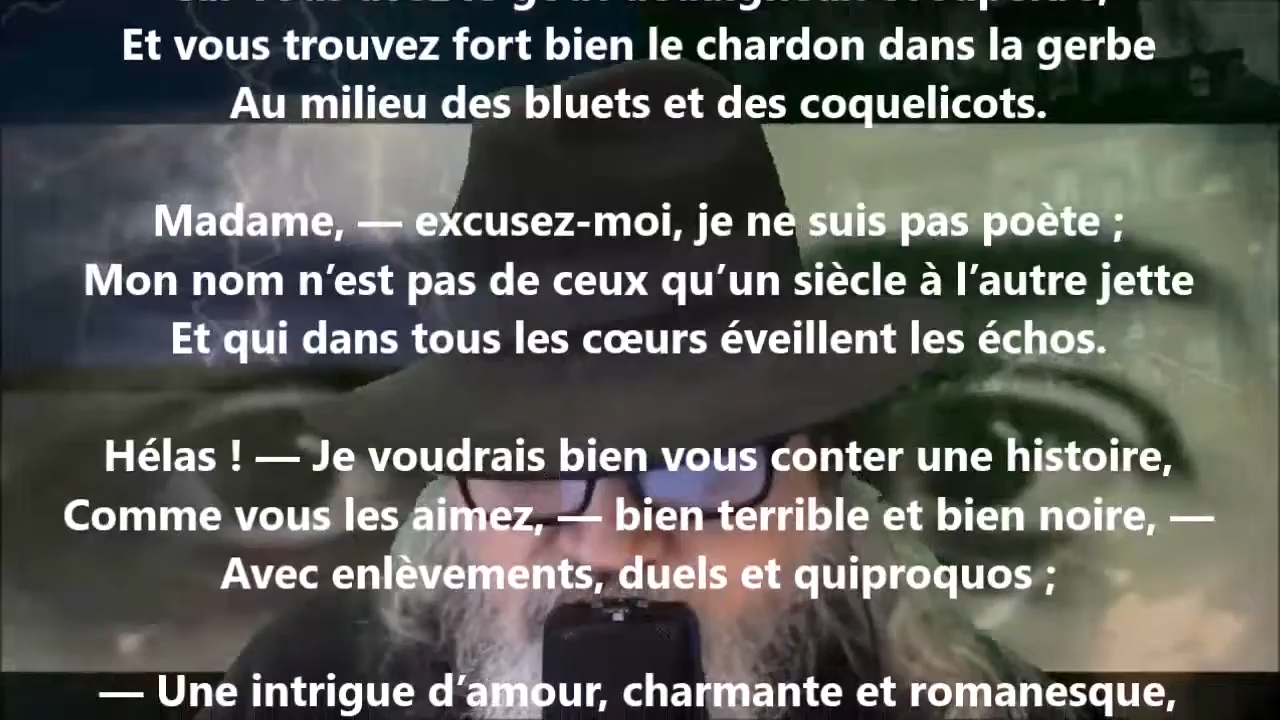 Et vous trouvez fort bien le chardon dans la gerbe
Au milieu des bluets et des coquelicots.
Madame, — excusez-moi, je ne suis pas poète ;
Mon nom n’est pas de ceux qu’un siècle à l’autre jette
Et qui dans tous les cœurs éveillent les échos.
Hélas ! — Je voudrais bien vous conter une histoire,
Comme vous les aimez, — bien terrible et bien noire, —
Avec enlèvements, duels et quiproquos ;
— Une intrigue d’amour, charmante et romanesque,